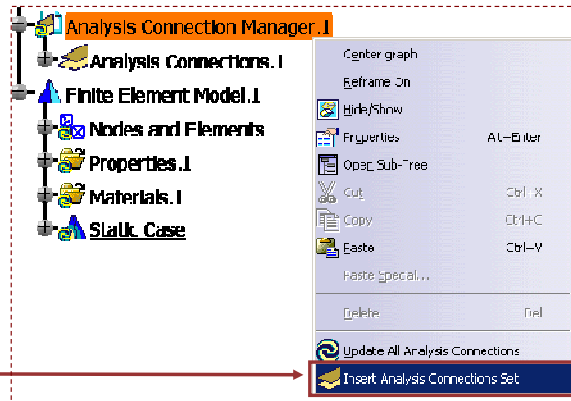 Analysis Connection Manager.1
Analysis Connections.1
Finite Element Model.1
Nodes and Elements
Properties.1
Materials.1
Static Case
Center graph
Reframe On
Hide/Show
Properties Alt+Enter
Open Sub-Tree
Cut Ctrl+X
Copy Ctrl+C
Paste Ctrl+V
Paste Special...
Delete Del
Update All Analysis Connections
Insert Analysis Connections Set